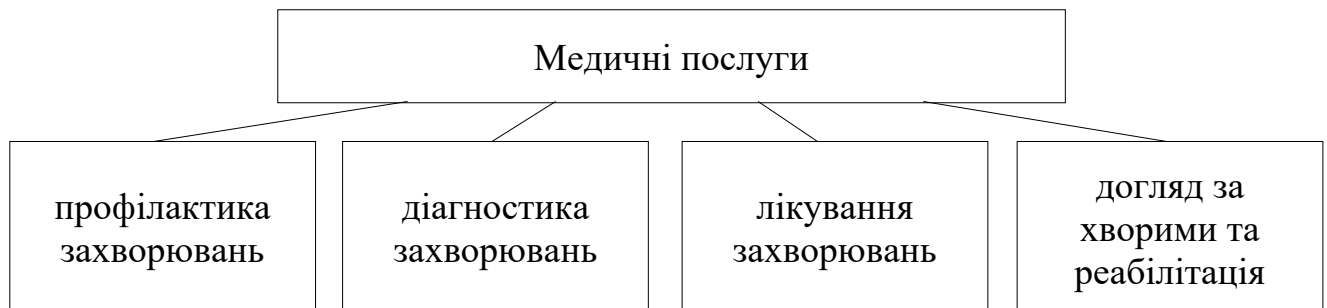 Медичні послуги
профілактика
захворювань
діагностика
захворювань
лікування
захворювань
догляд за
хворими та
реабілітація